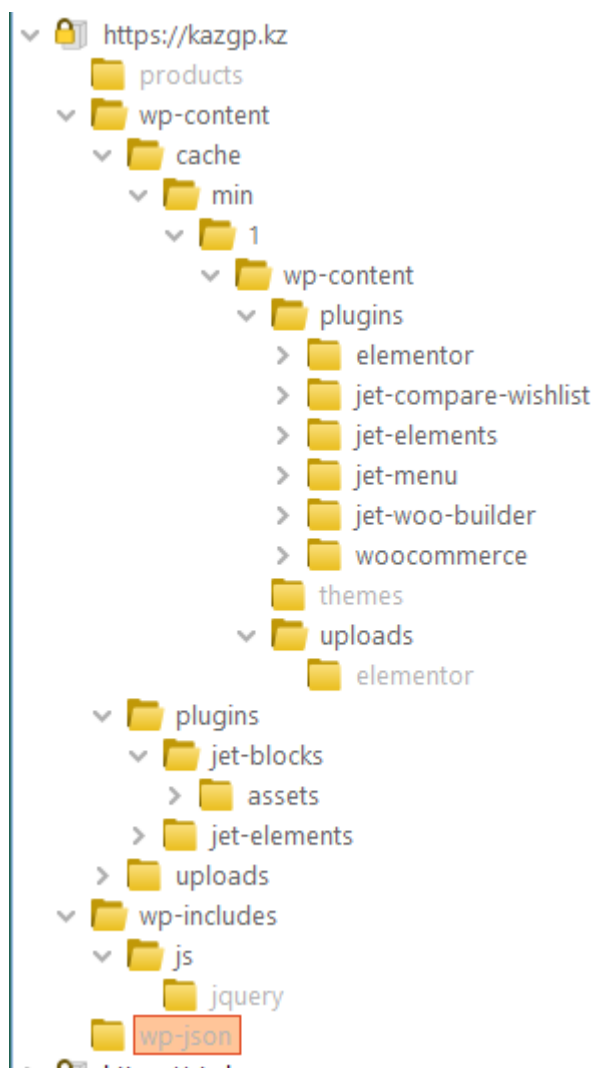 https://kazgp.kz
products
wp-content
cache
min
1
wp-content
plugins
elementor
jet-compare-wishlist
jet-elements
jet-menu
jet-woo-builder
woocommerce
themes
uploads
elementor
plugins
jet-blocks
assets
jet-elements
uploads
wp-includes
js
jquery
wp-json